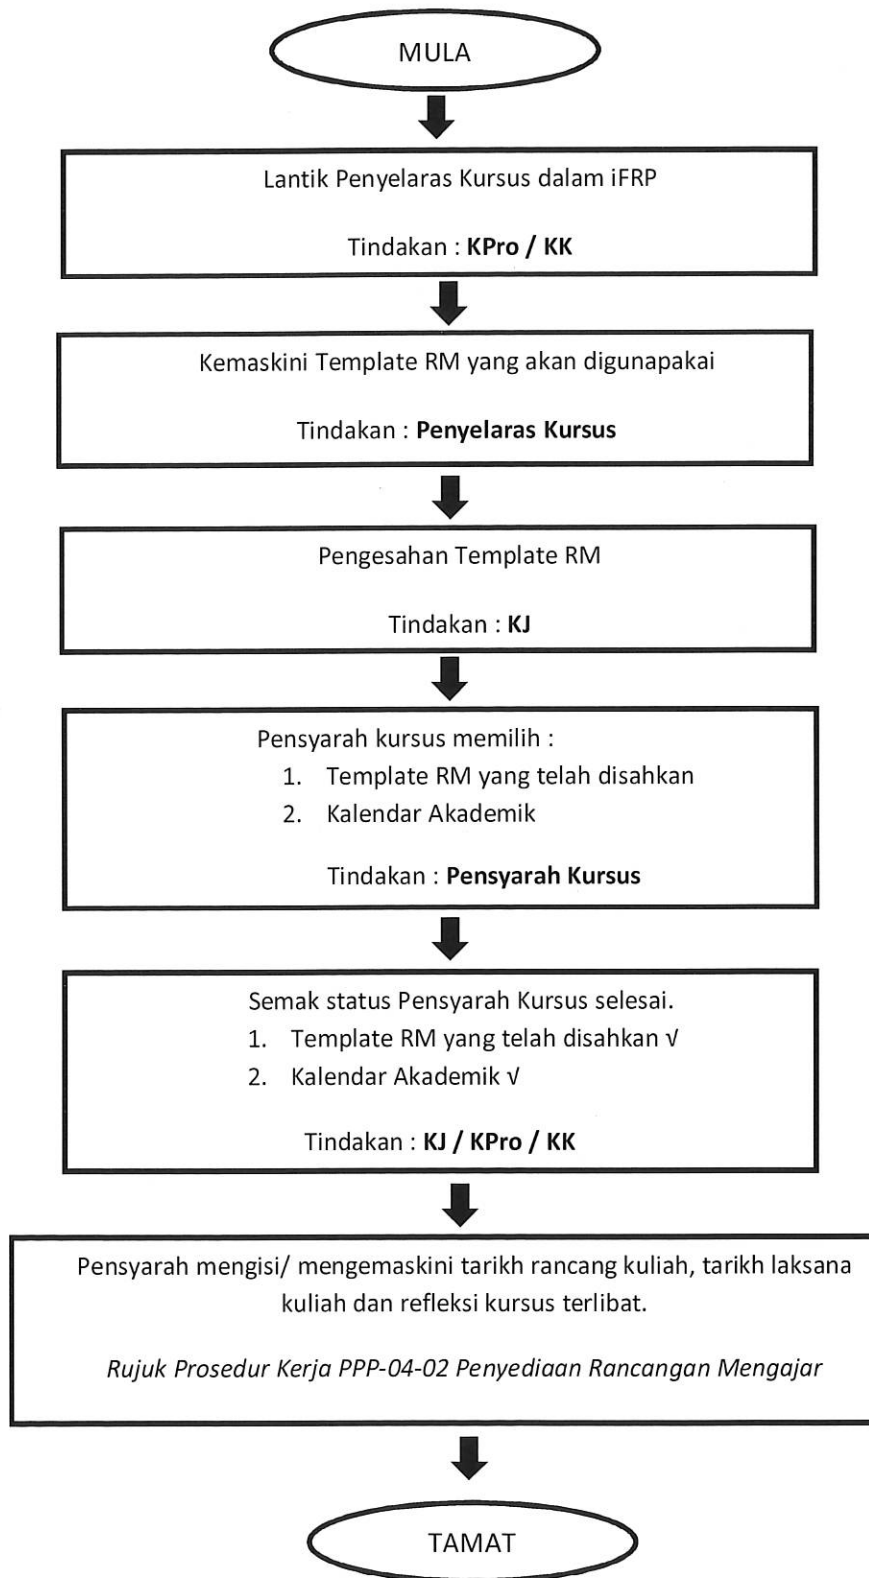 MULA
Lantik Penyelaras Kursus dalam iFRP
Tindakan : KPro / KK
Kemaskini Template RM yang akan digunapakai
Tindakan : Penyelaras Kursus
Pengesahan Template RM
Tindakan : KJ
Pensyarah kursus memilih :
1. Template RM yang telah disahkan
2. Kalendar Akademik
Tindakan : Pensyarah Kursus
Semak status Pensyarah Kursus selesai.
1. Template RM yang telah disahkan √
2. Kalendar Akademik √
Tindakan : KJ / KPro / KK
Pensyarah mengisi/ mengemaskini tarikh rancang kuliah, tarikh laksana
kuliah dan refleksi kursus terlibat.
Rujuk Prosedur Kerja PPP-04-02 Penyediaan Rancangan Mengajar
TAMAT